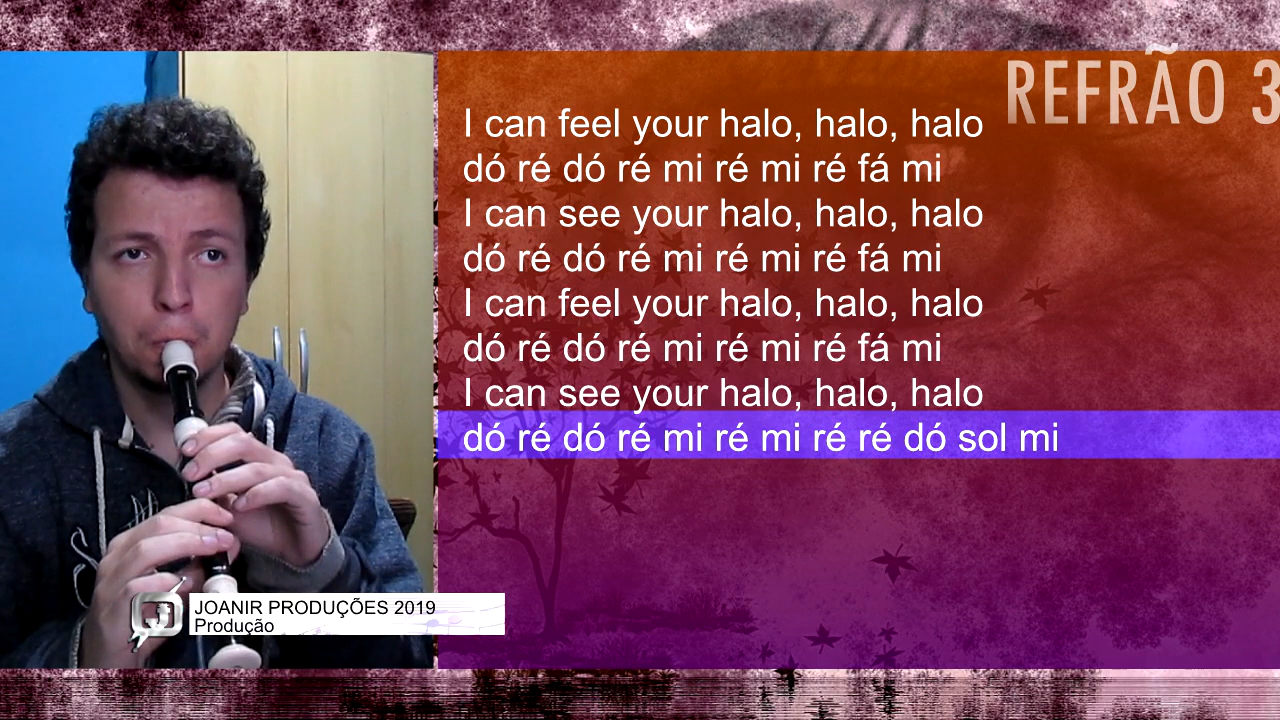 REFRÃO 3
I can feel your halo, halo, halo
dó ré dó ré mi ré mi ré fá mi
I can see your halo, halo, halo
dó ré dó ré mi ré mi ré fá mi
I can feel your halo, halo, halo
dó ré dó ré mi ré mi ré fá mi
I can see your halo, halo, halo
dó ré dó ré mi ré mi ré ré dó sol mi
JOANIR PRODUÇÕES 2019
Produção